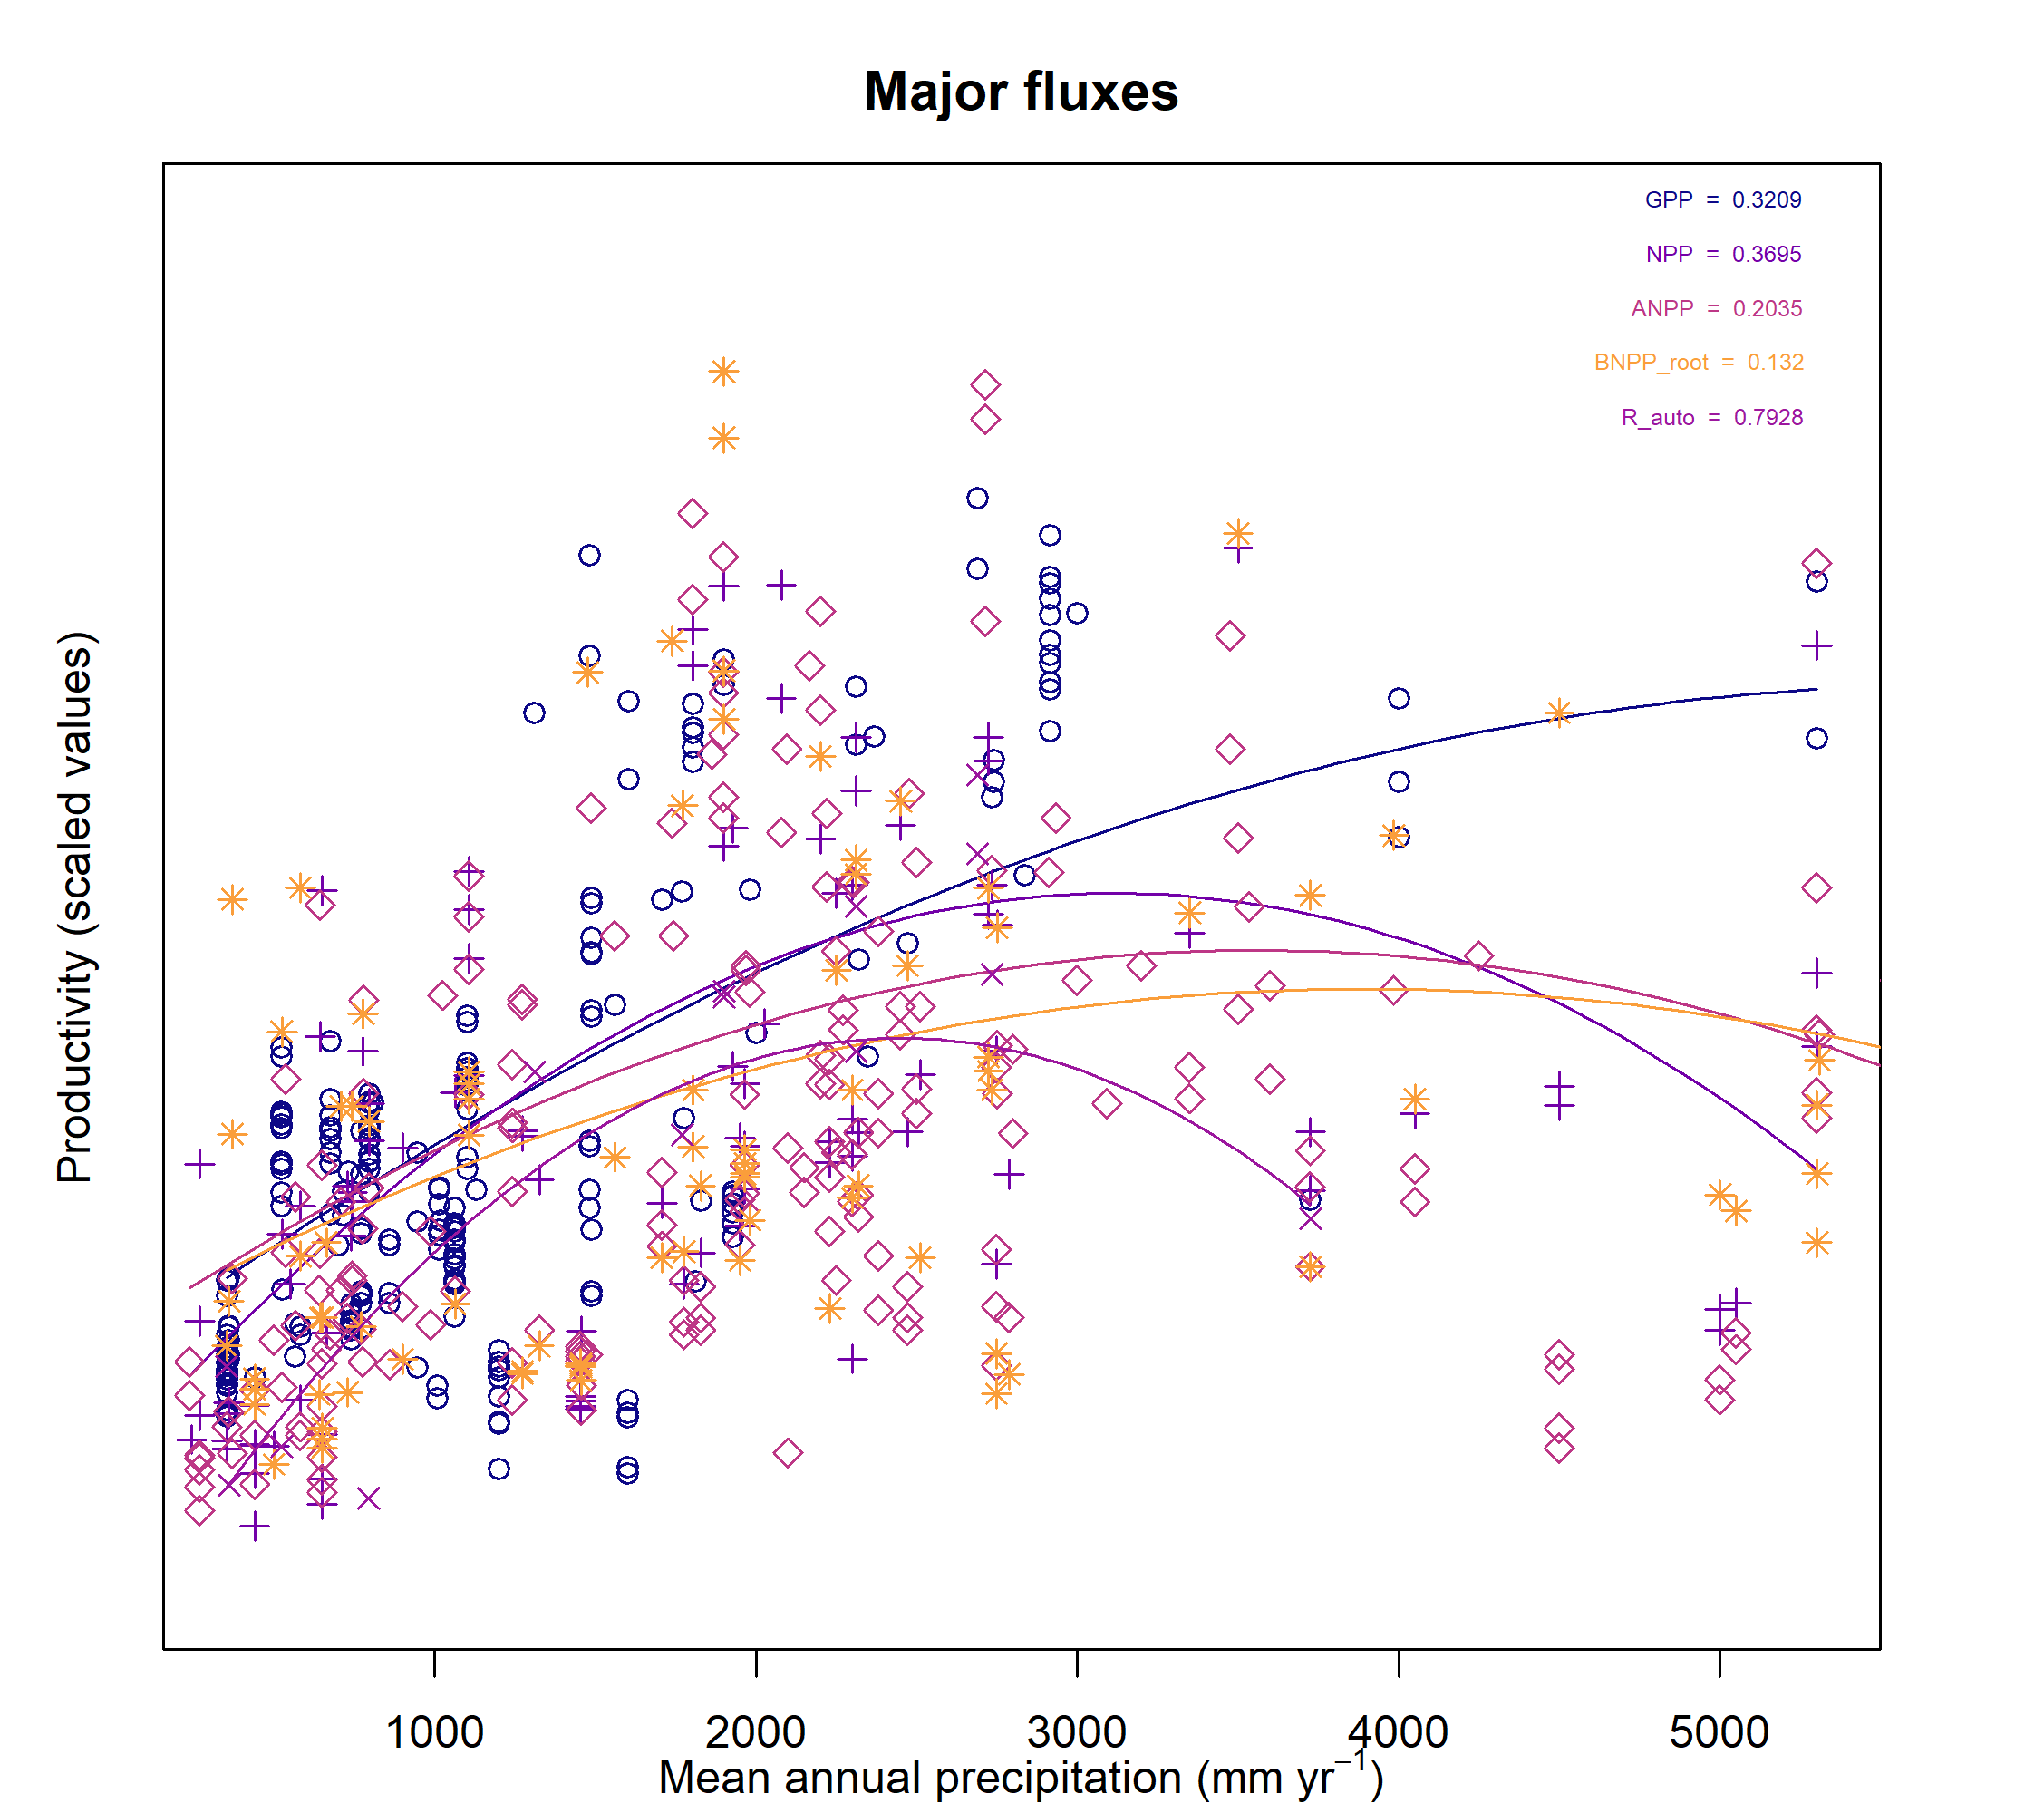 Major fluxes
GPP = 0.3209
NPP = 0.3695
ANPP = 0.2035
BNPP_root = 0.132
R_auto = 0.7928
Productivity (scaled values)
1000 2000 3000 4000 5000
Mean annual precipitation (mm yr⁻¹)